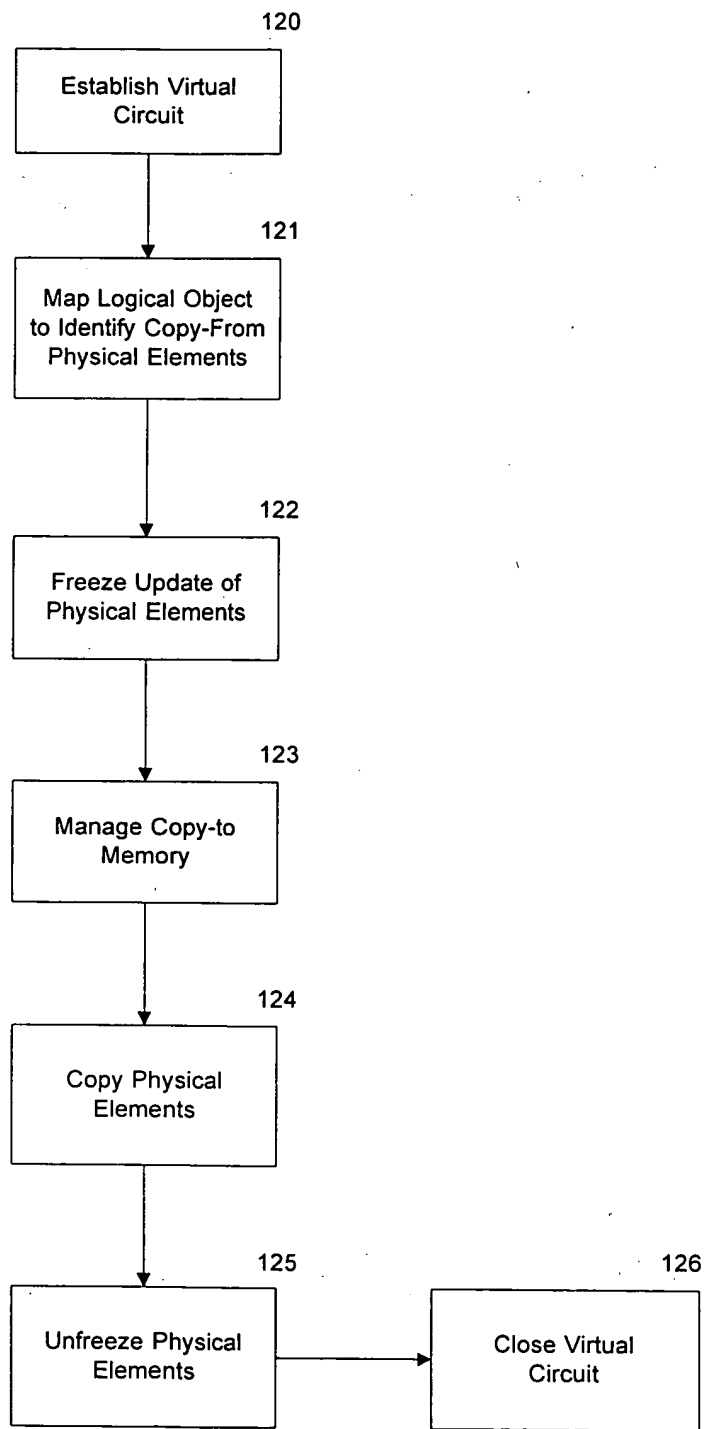 120
Establish Virtual
Circuit
121
Map Logical Object
to Identify Copy-From
Physical Elements
122
Freeze Update of
Physical Elements
123
Manage Copy-to
Memory
124
Copy Physical
Elements
125
Unfreeze Physical
Elements
126
Close Virtual
Circuit